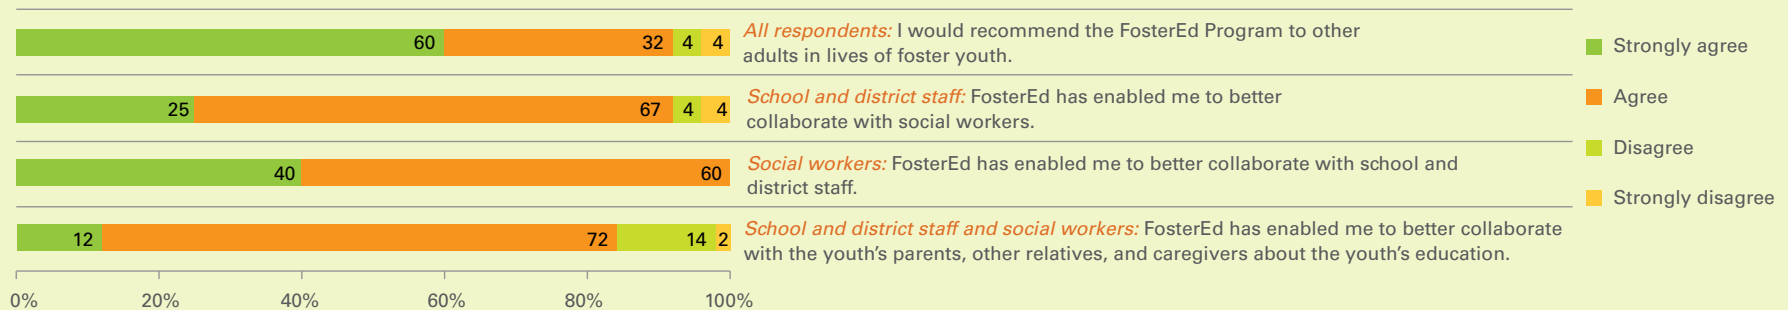 60 32 4 4
All respondents: I would recommend the FosterEd Program to other
adults in lives of foster youth.
25 67 4 4
School and district staff: FosterEd has enabled me to better
collaborate with social workers.
40 60
Social workers: FosterEd has enabled me to better collaborate with school and
district staff.
12 72 14 2
School and district staff and social workers: FosterEd has enabled me to better collaborate
with the youth’s parents, other relatives, and caregivers about the youth’s education.
0% 20% 40% 60% 80% 100%
Strongly agree
Agree
Disagree
Strongly disagree